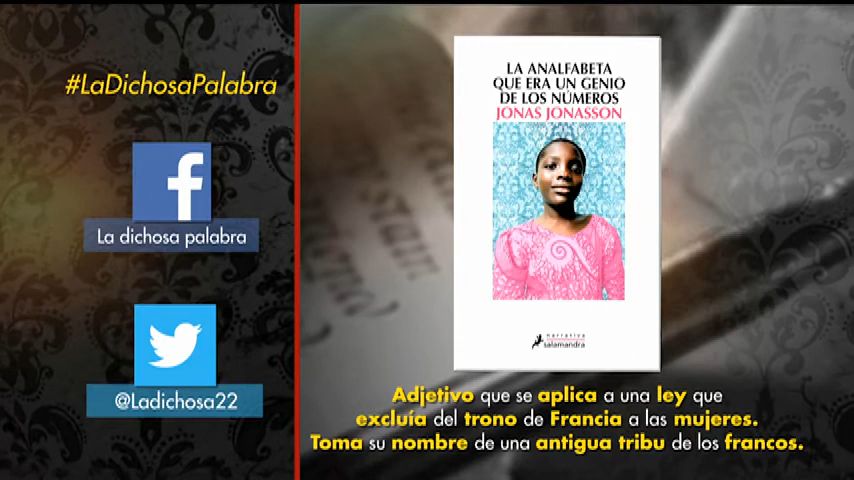 #LaDichosaPalabra
f
La dichosa palabra
@Ladichosa22
LA ANALFABETA
QUE ERA UN GENIO
DE LOS NÚMEROS
JONAS JONASSON
narrativa
salamandra
Adjetivo que se aplica a una ley que
excluía del trono de Francia a las mujeres.
Toma su nombre de una antigua tribu de los francos.